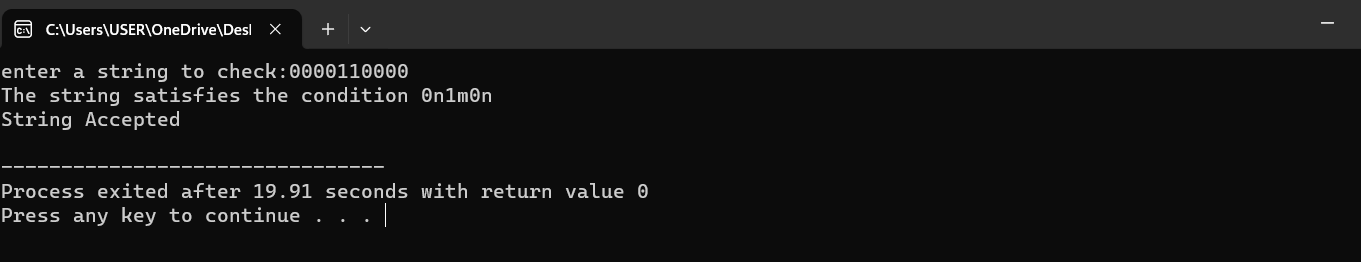 C:\Users\USER\OneDrive\Desl
enter a string to check:0000110000
The string satisfies the condition 0n1m0n
String Accepted
--------------------------------
Process exited after 19.91 seconds with return value 0
Press any key to continue . . .